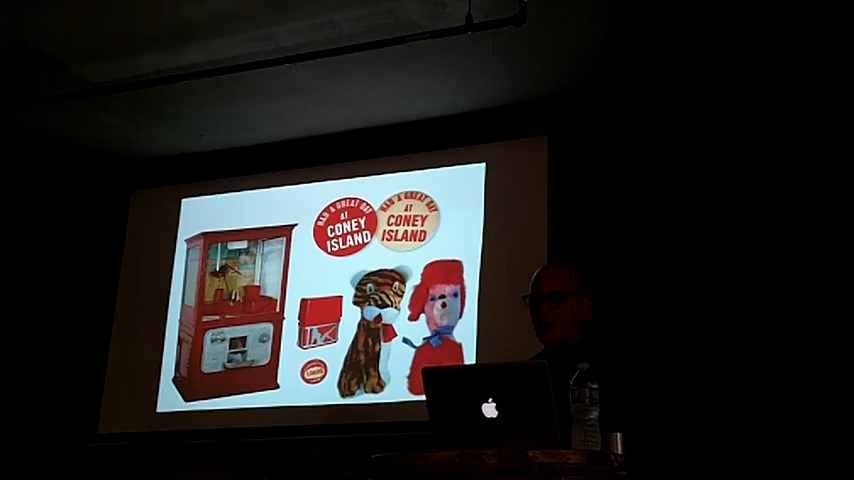 HAD A GREAT DAY
AT
CONEY
ISLAND
HAD A GREAT DAY
AT
CONEY
ISLAND